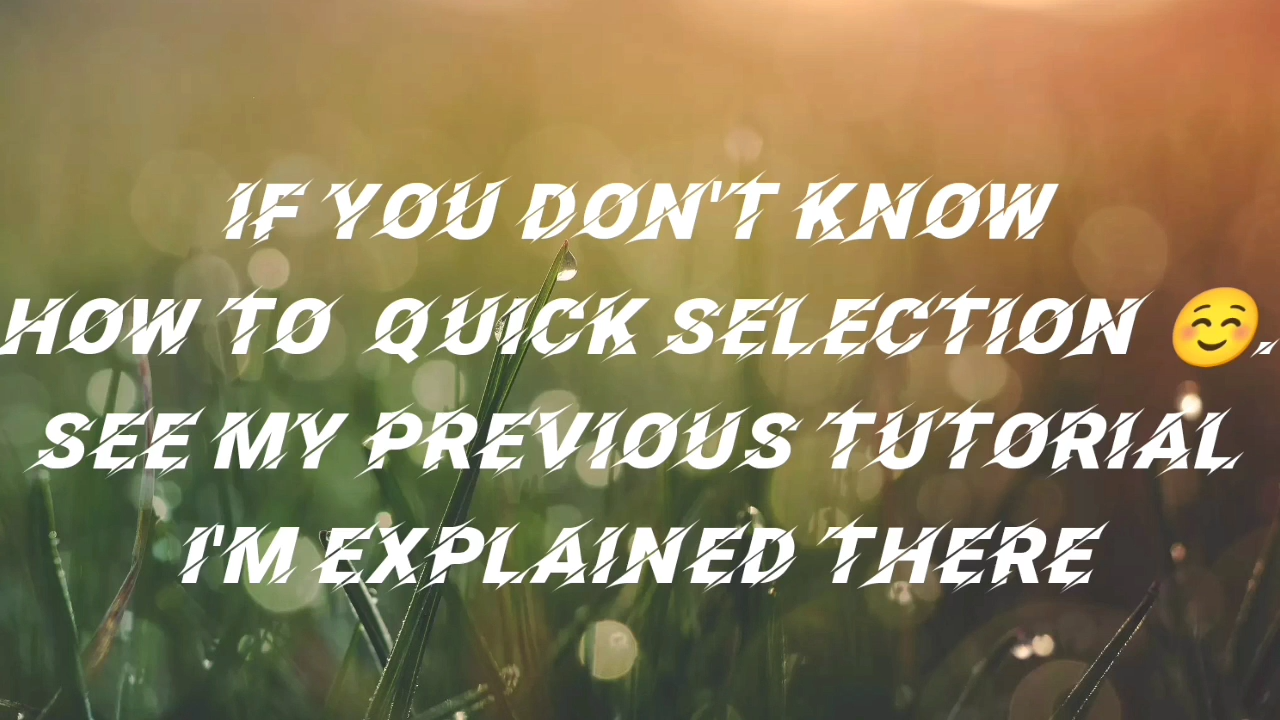 IF YOU DON'T KNOW
HOW TO QUICK SELECTION ☺️.
SEE MY PREVIOUS TUTORIAL
I'M EXPLAINED THERE